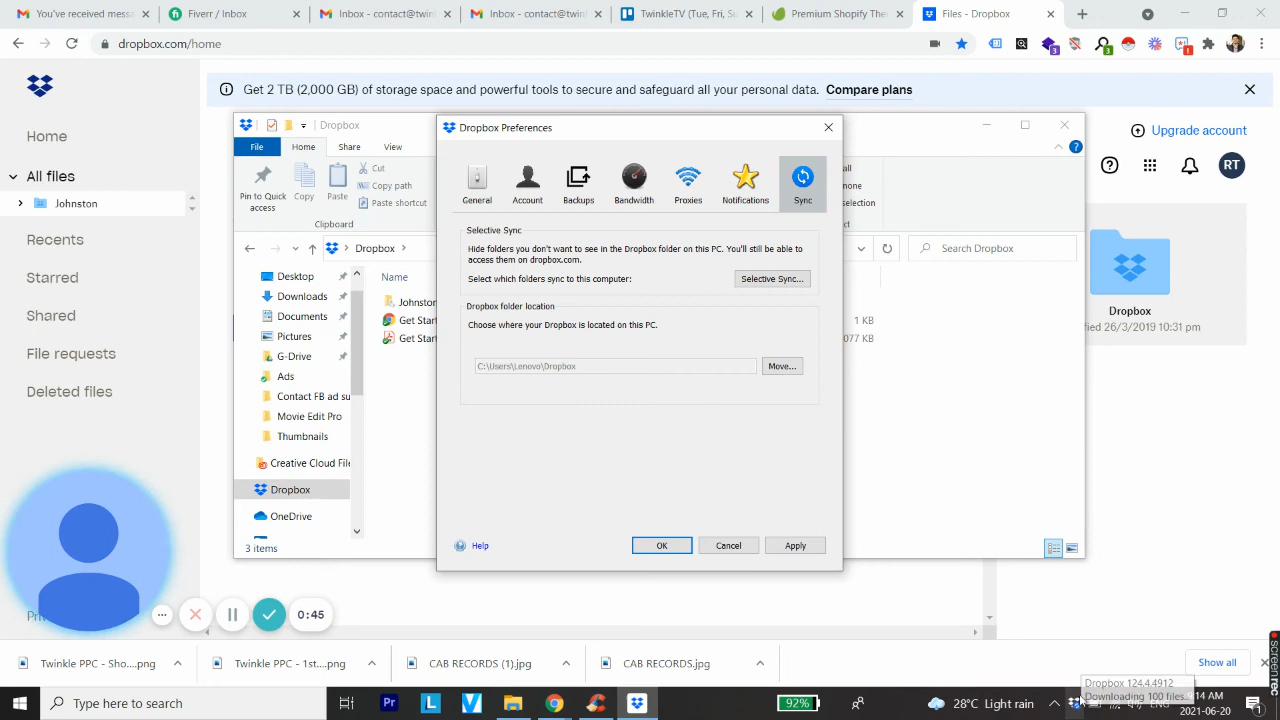 You've received messag
Fiverr / Inbox
Inbox - contact@twinl
Inbox - contact@twinl
TwinkleTV (Tue, Fri, Su
Premium Shopify The
Files - Dropbox
dropbox.com/home
3
3
1
Get 2 TB (2,000 GB) of storage space and powerful tools to secure and safeguard all your personal data. Compare plans
Home
All files
Johnston
Recents
Starred
Shared
File requests
Deleted files
Upgrade account
RT
Dropbox
File
Home
Share
View
Pin to Quick access
Copy
Paste
Cut
Copy path
Paste shortcut
Clipboard
Dropbox
Search Dropbox
Desktop
Downloads
Documents
Pictures
G-Drive
Ads
Contact FB ad su
Movie Edit Pro
Thumbnails
Creative Cloud File
Dropbox
OneDrive
3 items
Name
Johnston
Get Start
Get Start
1 KB
077 KB
Dropbox Preferences
General
Account
Backups
Bandwidth
Proxies
Notifications
Sync
Selective Sync
Hide folders you don't want to see in the Dropbox folder on this PC. You'll still be able to
access them on dropbox.com.
Select which folders sync to this computer:
Selective Sync...
Dropbox folder location
Choose where your Dropbox is located on this PC.
C:\Users\Lenovo\Dropbox
Move...
Help
OK
Cancel
Apply
Dropbox
fied 26/3/2019 10:31 pm
0:45
Twinkle PPC - Sho....png
Twinkle PPC - 1st....png
CAB RECORDS (1).jpg
CAB RECORDS.jpg
Show all
Dropbox 124.4.4912
Downloading 100 files.
Type here to search
92%
28°C Light rain
ENG
:14 AM
2021-06-20
1
screenrec